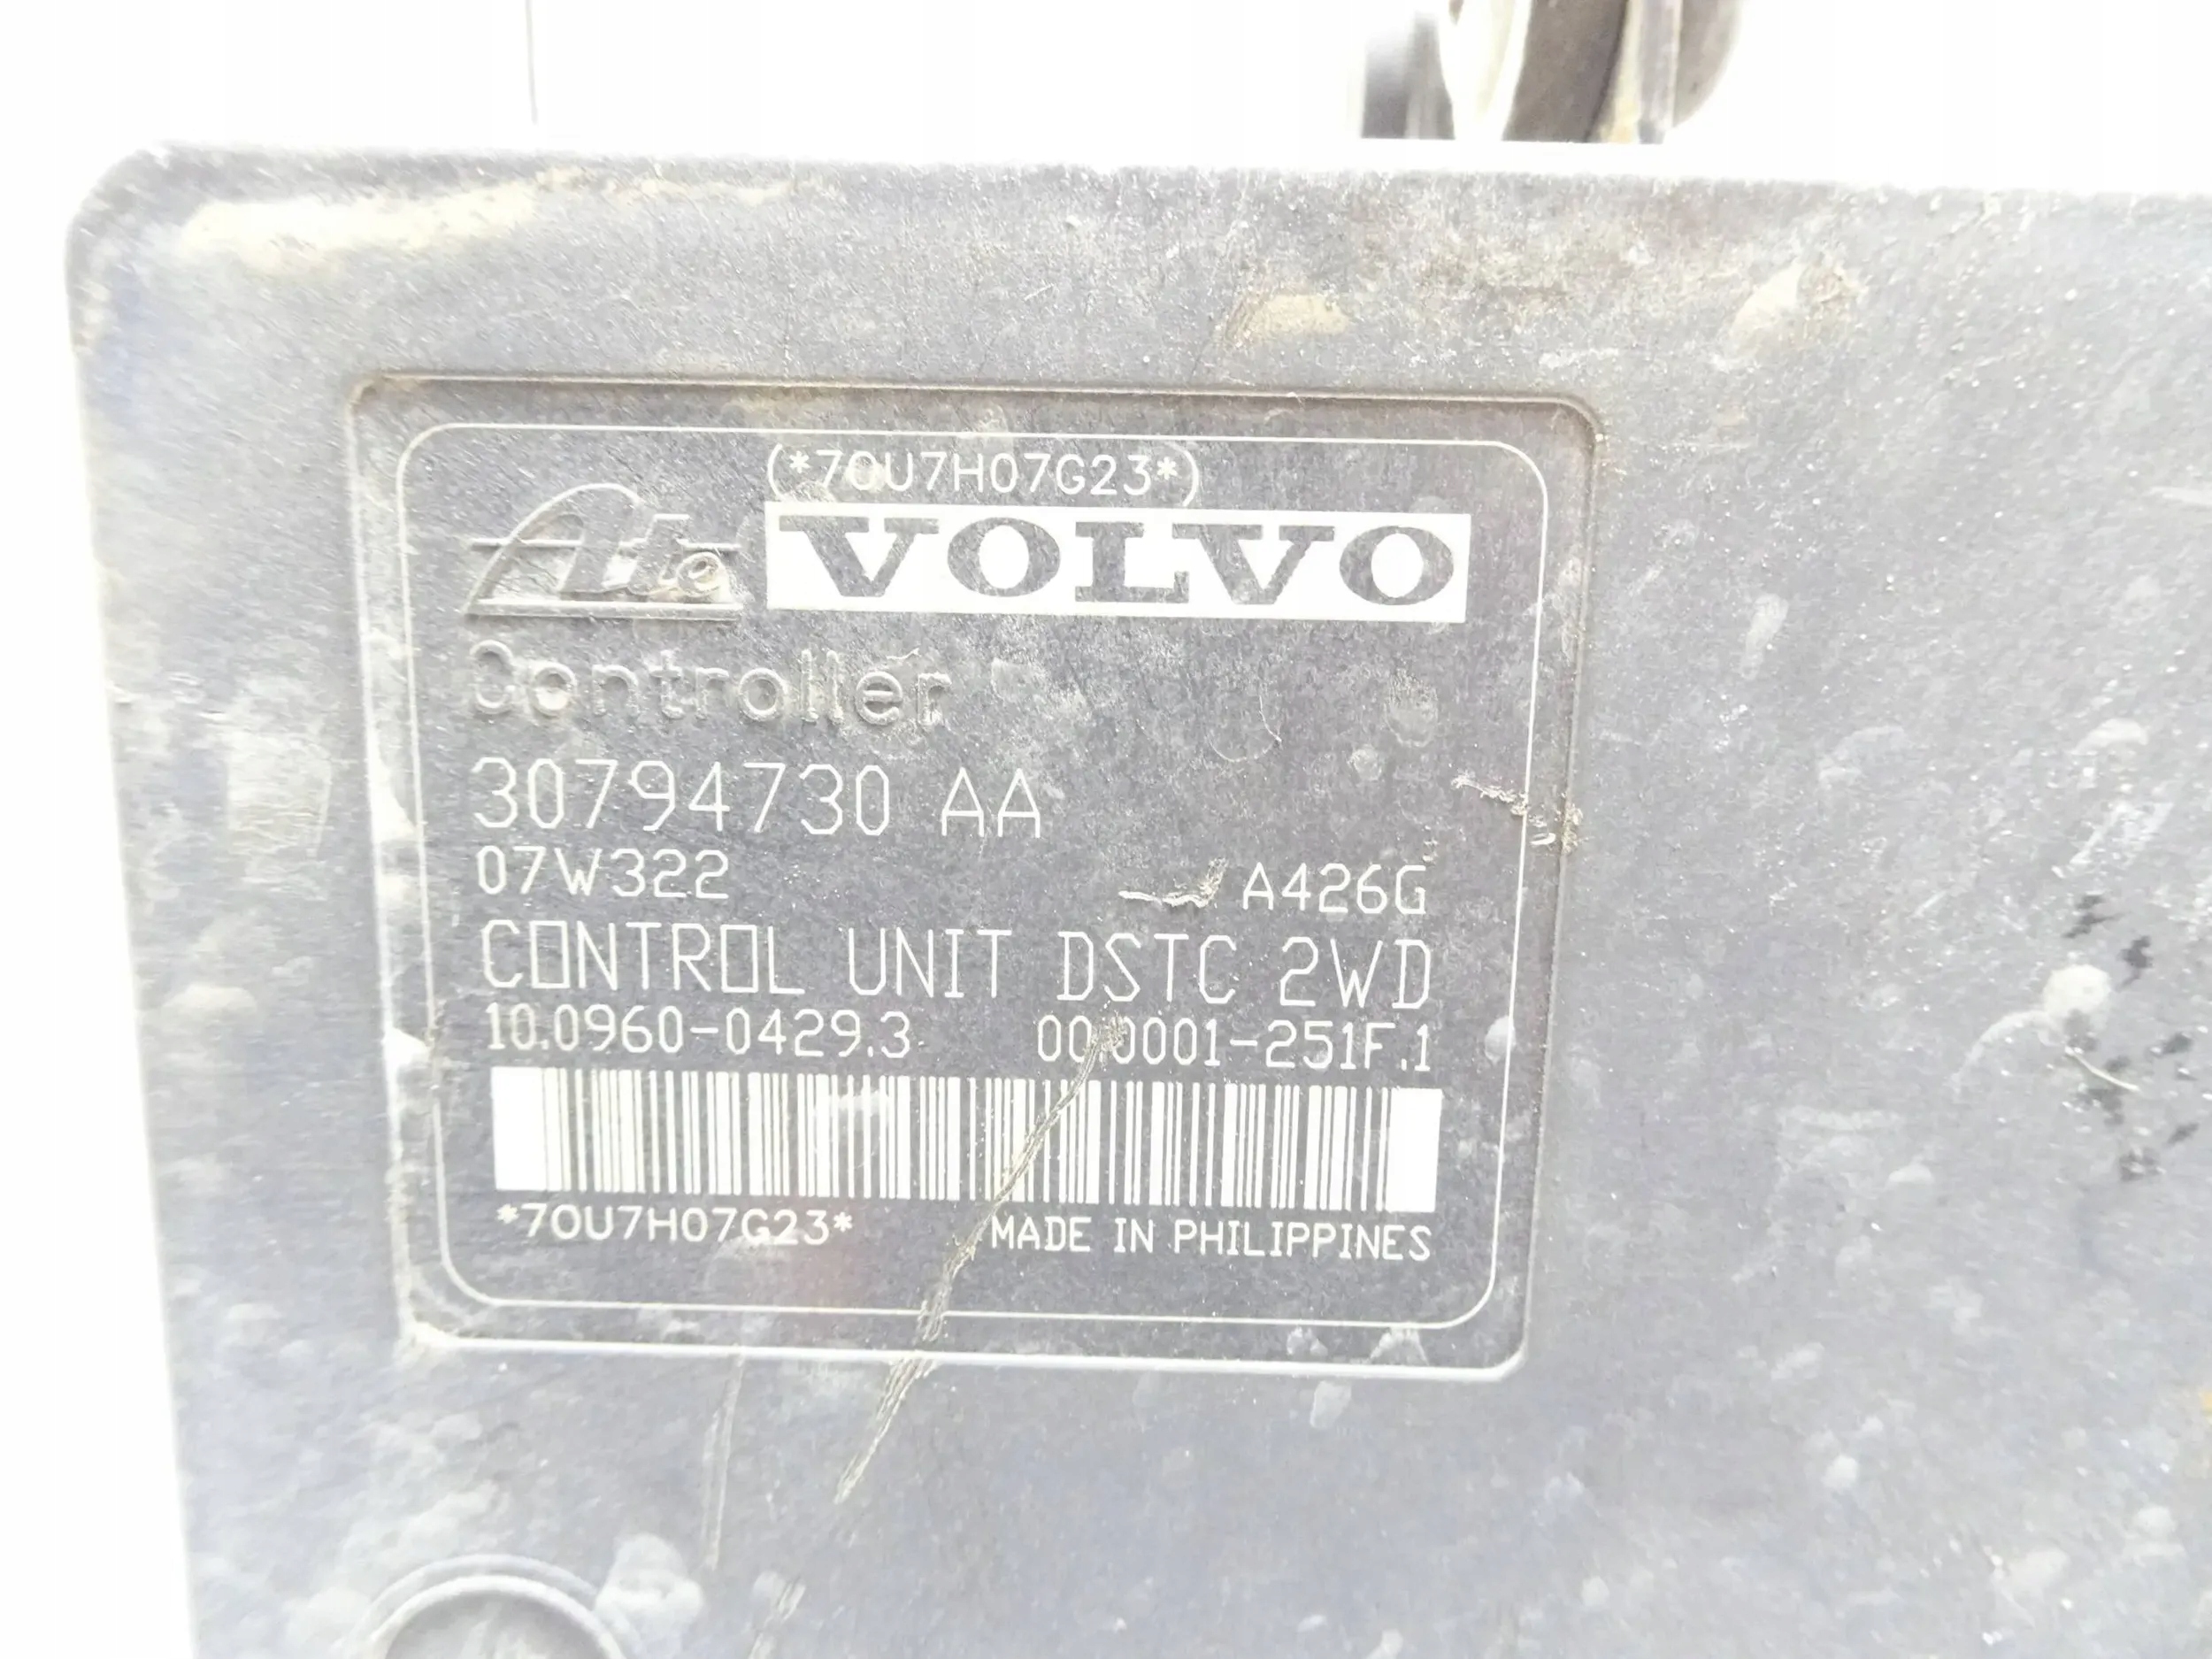 (*70U7H07G23*)
Ate VOLVO
Controller
30794730 AA
07W322 A426G
CONTROL UNIT DSTC 2WD
10.0960-0429.3 00.0001-251F.1
*70U7H07G23* MADE IN PHILIPPINES